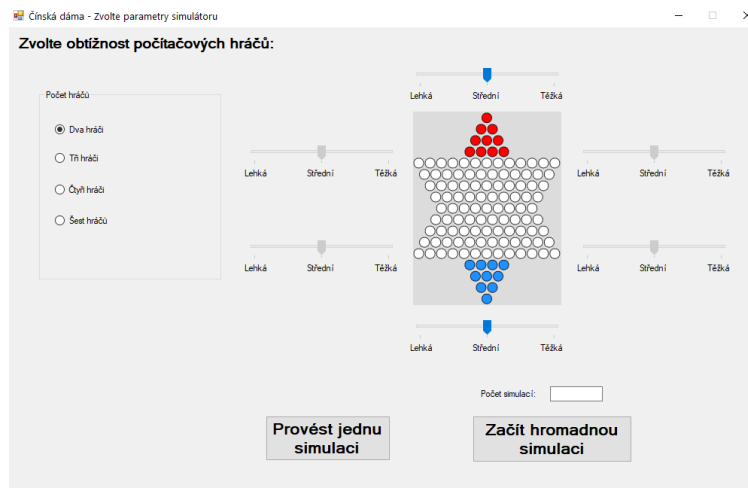 Čínská dáma - Zvolte parametry simulátoru
Zvolte obtížnost počítačových hráčů:
Lehká Střední Těžká
Počet hráčů
Dva hráči
Tři hráči
Čtyři hráči
Šest hráčů
Lehká Střední Těžká
Lehká Střední Těžká
Lehká Střední Těžká
Lehká Střední Těžká
Lehká Střední Těžká
Počet simulací:
Provést jednu
simulaci
Začít hromadnou
simulaci